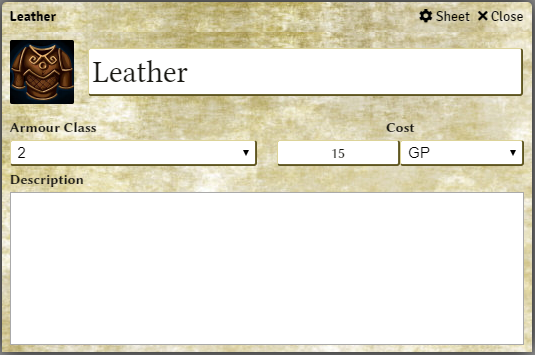 Leather Sheet Close
Leather
Armour Class Cost
2 15 GP
Description